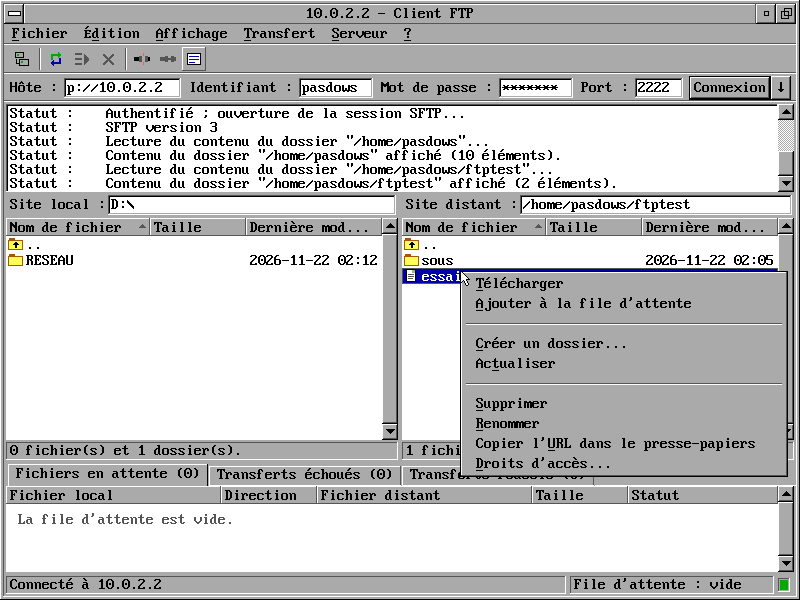 10.0.2.2 - Client FTP
Fichier Édition Affichage Transfert Serveur ?
Hôte : p://10.0.2.2 Identifiant : pasdows Mot de passe : ******* Port : 2222 Connexion ↓
Statut : Authentifié ; ouverture de la session SFTP...
Statut : SFTP version 3
Statut : Lecture du contenu du dossier "/home/pasdows"...
Statut : Contenu du dossier "/home/pasdows" affiché (10 éléments).
Statut : Lecture du contenu du dossier "/home/pasdows/ftptest"...
Statut : Contenu du dossier "/home/pasdows/ftptest" affiché (2 éléments).
Site local : D:\ Site distant : /home/pasdows/ftptest
Nom de fichier Taille Dernière mod... Nom de fichier Taille Dernière mod...
.. ..
RESEAU 2026-11-22 02:12 sous 2026-11-22 02:05
essai
Télécharger
Ajouter à la file d'attente
Créer un dossier...
Actualiser
Supprimer
Renommer
Copier l'URL dans le presse-papiers
Droits d'accès...
0 fichier(s) et 1 dossier(s). 1 fichi
Fichiers en attente (0) Transferts échoués (0)
Fichier local Direction Fichier distant Taille Statut
La file d'attente est vide.
Connecté à 10.0.2.2 File d'attente : vide